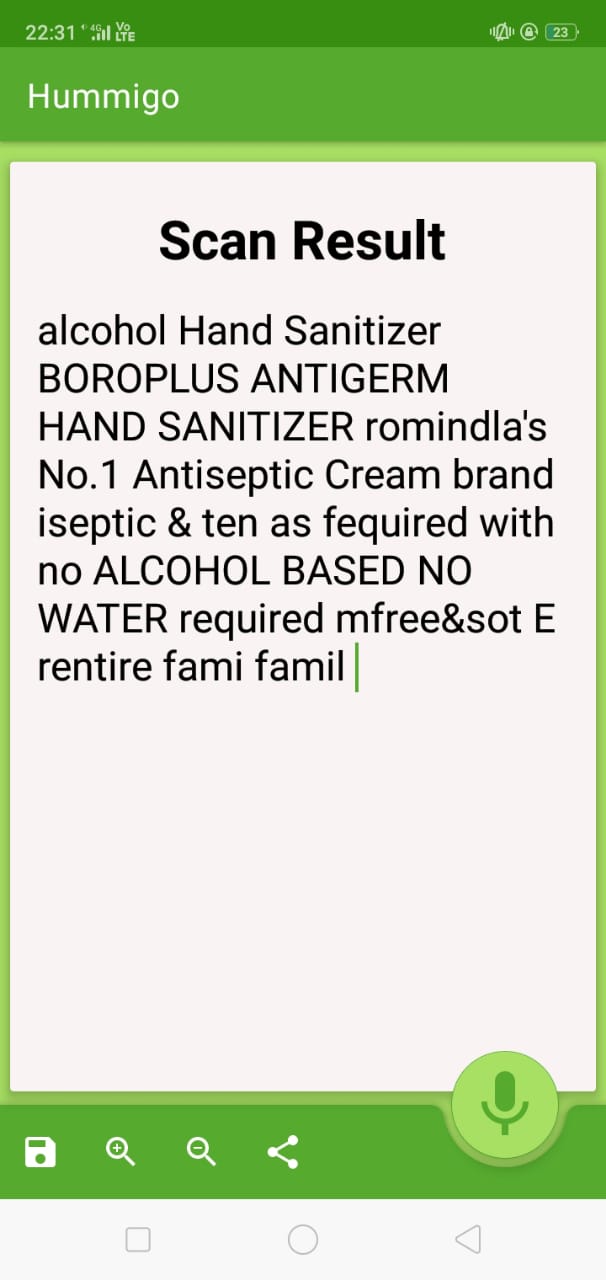 22:31 4G Vo LTE 23
Hummigo
Scan Result
alcohol Hand Sanitizer
BOROPLUS ANTIGERM
HAND SANITIZER romindla's
No.1 Antiseptic Cream brand
iseptic & ten as fequired with
no ALCOHOL BASED NO
WATER required mfree&sot E
rentire fami famil